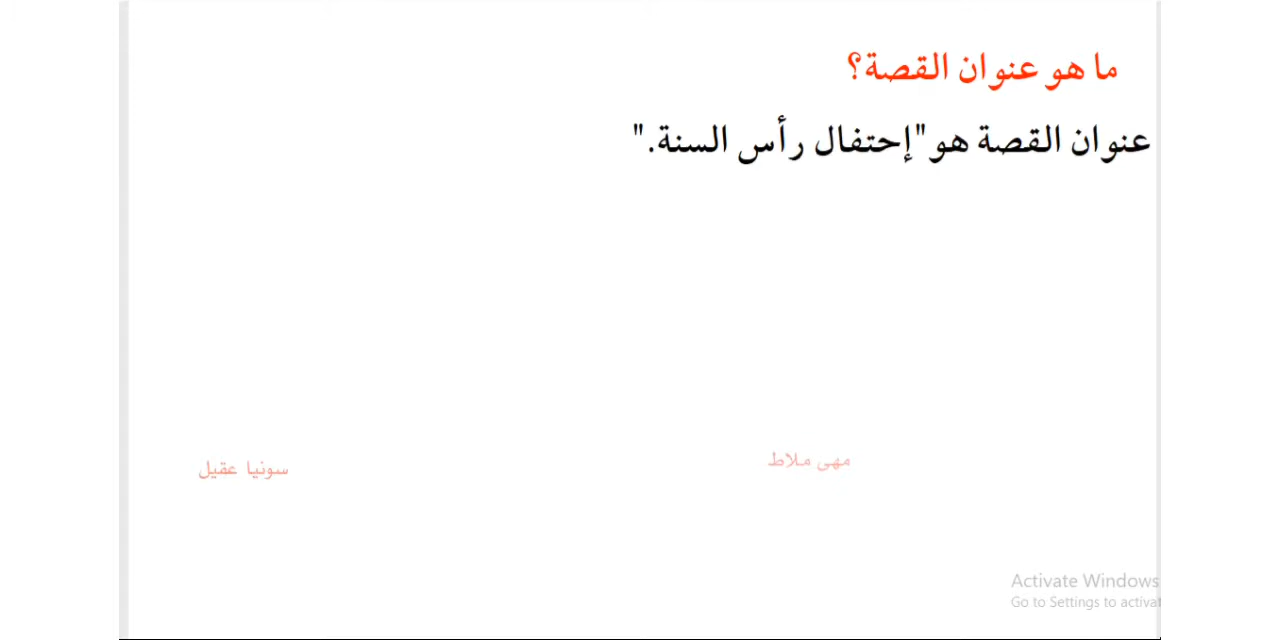 ما هو عنوان القصة؟
عنوان القصة هو"إحتفال رأس السنة."
مهى ملاط
سونيا عقيل
Activate Windows
Go to Settings to activat